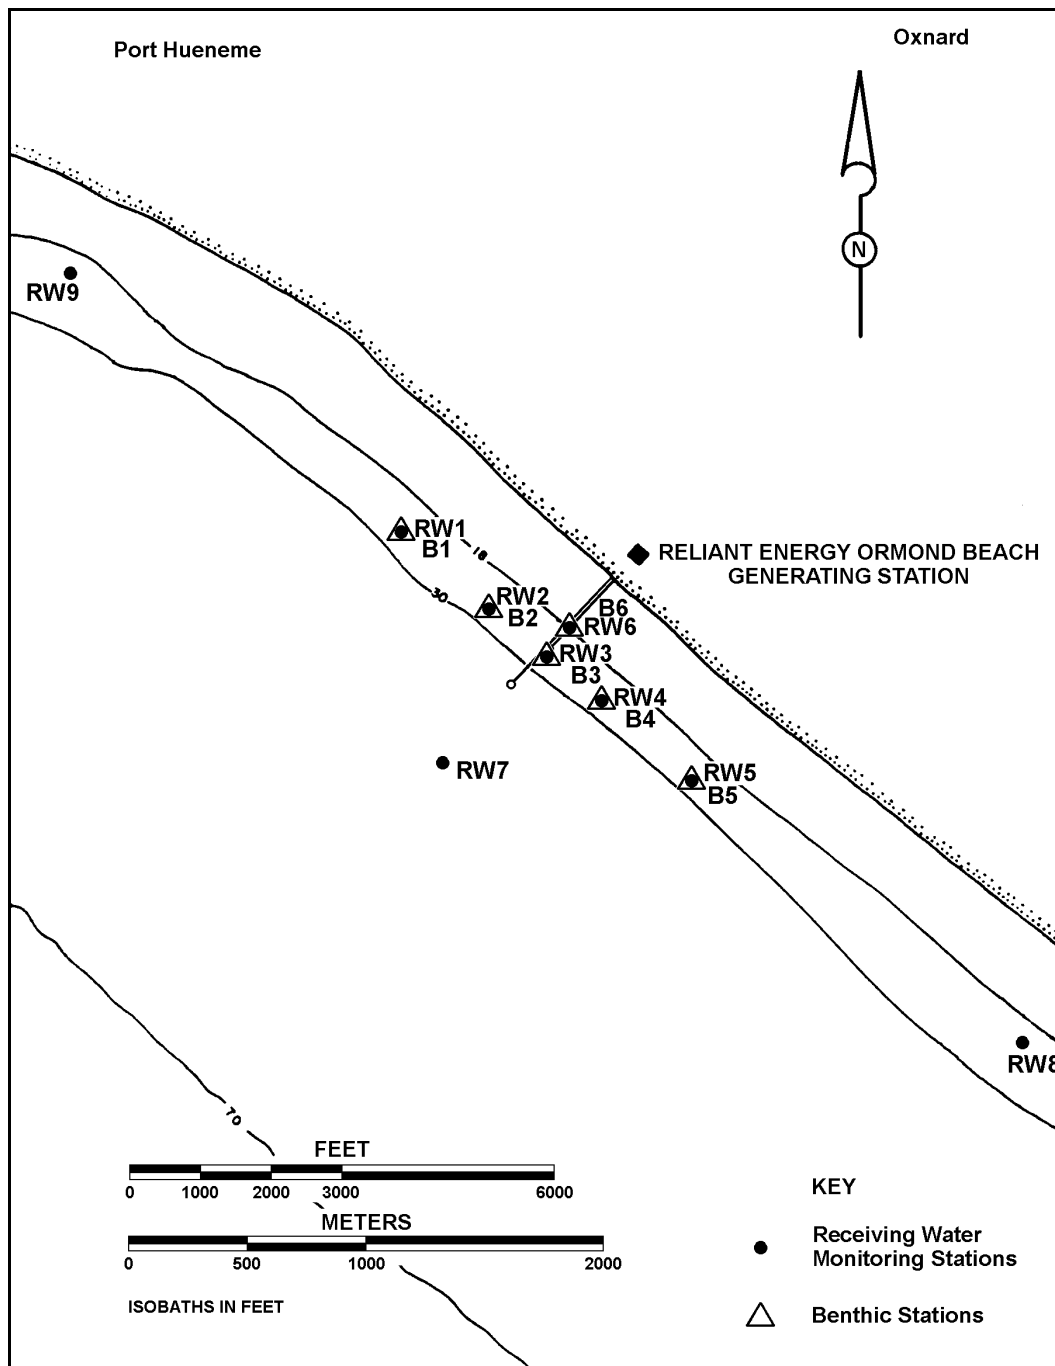 Port Hueneme
Oxnard
N
RW9
RW1
B1
18
RELIANT ENERGY ORMOND BEACH
GENERATING STATION
30
RW2
B2
B6
RW6
RW3
B3
RW4
B4
RW7
RW5
B5
RW8
70
FEET
0 1000 2000 3000 6000
METERS
0 500 1000 2000
ISOBATHS IN FEET
KEY
Receiving Water
Monitoring Stations
Benthic Stations